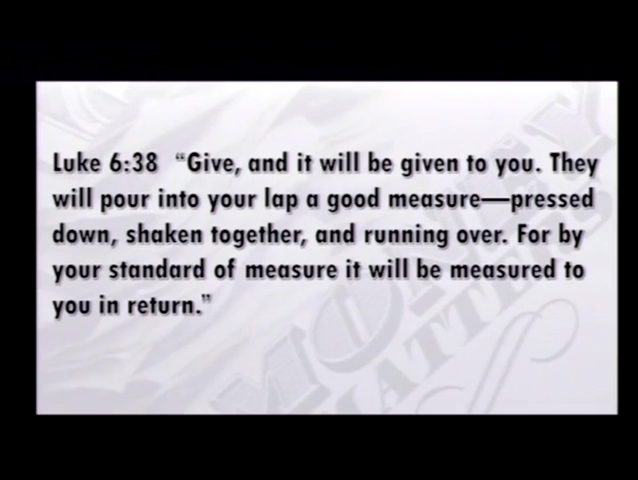 Luke 6:38 “Give, and it will be given to you. They
will pour into your lap a good measure—pressed
down, shaken together, and running over. For by
your standard of measure it will be measured to
you in return.”
MONEY
MATTERS